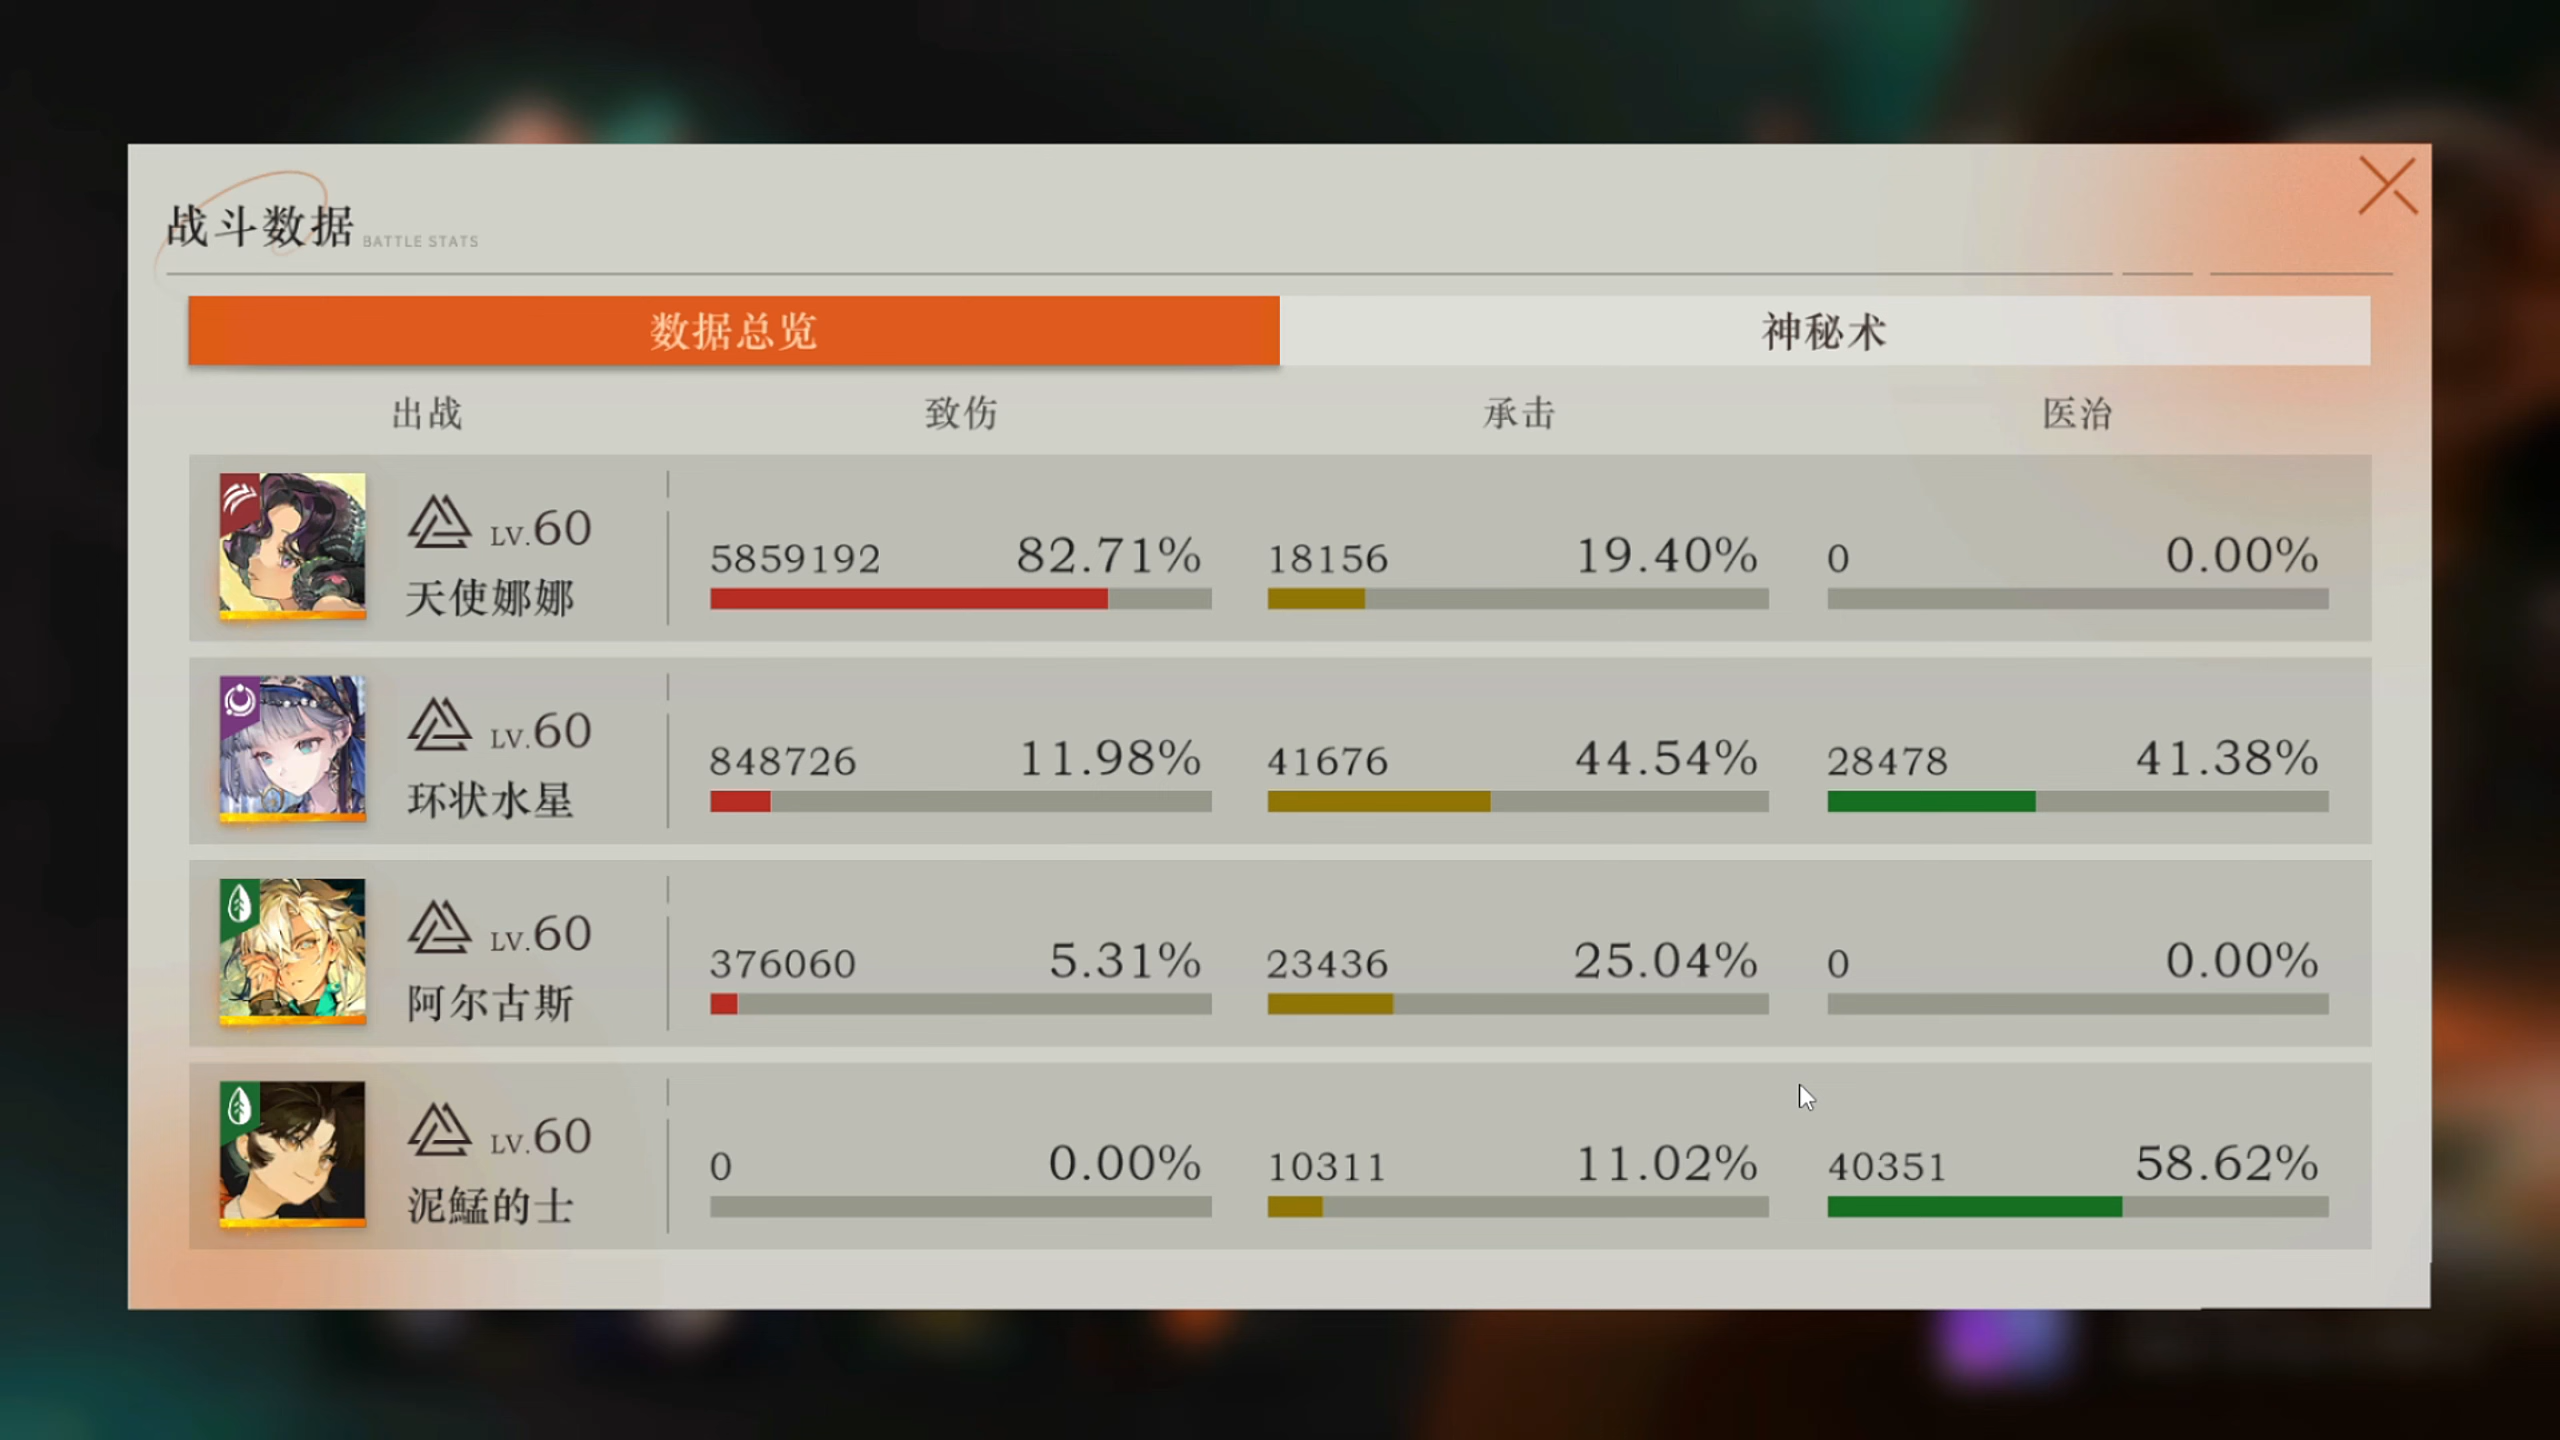 战斗数据 BATTLE STATS
数据总览 神秘术
出战 致伤 承击 医治
LV.60
天使娜娜
5859192 82.71% 18156 19.40% 0 0.00%
LV.60
环状水星
848726 11.98% 41676 44.54% 28478 41.38%
LV.60
阿尔古斯
376060 5.31% 23436 25.04% 0 0.00%
LV.60
泥鯭的士
0 0.00% 10311 11.02% 40351 58.62%